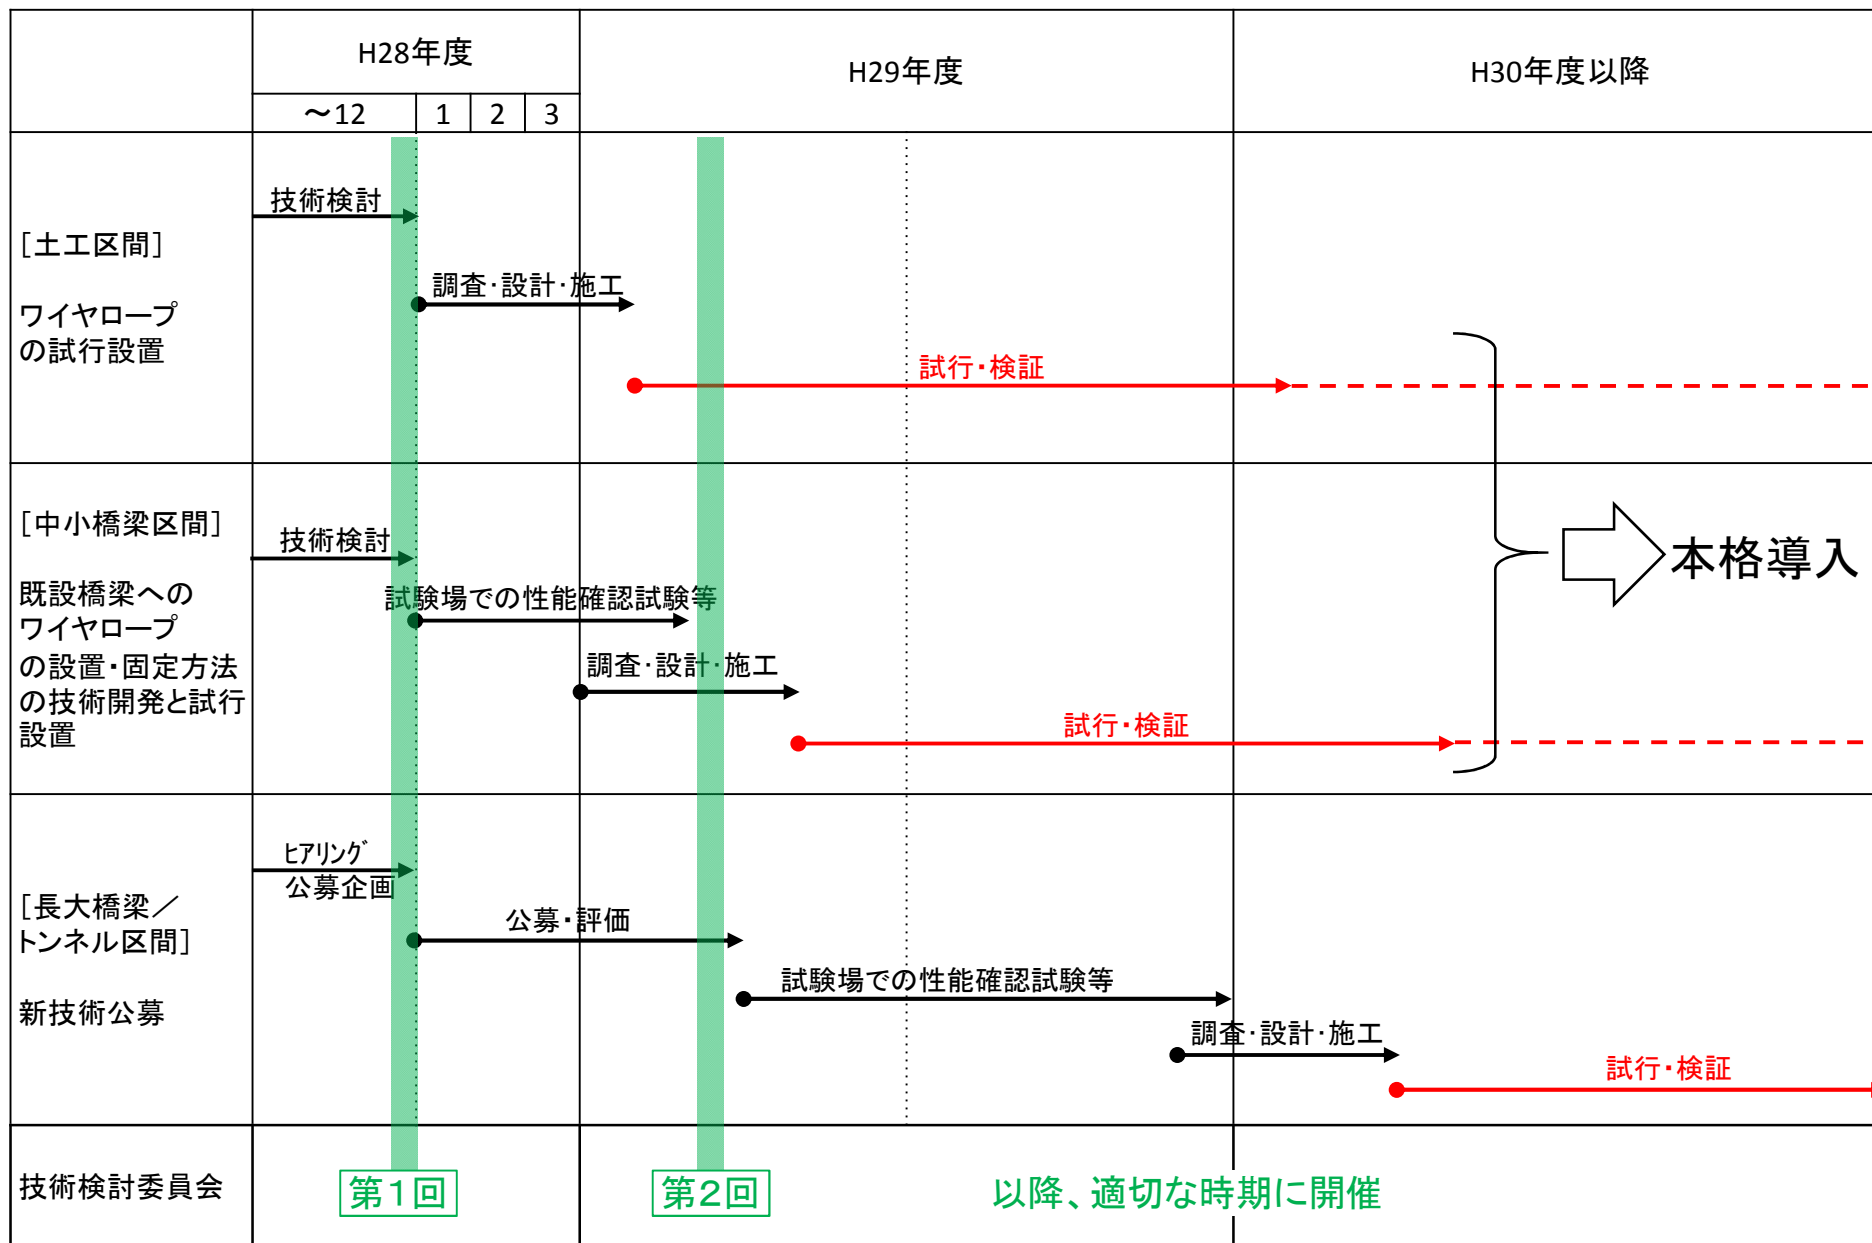 H28年度
H29年度
H30年度以降
～12
1
2
3
［土工区間］
ワイヤロープ
の試行設置
技術検討
調査･設計･施工
試行・検証
［中小橋梁区間］
既設橋梁への
ワイヤロープ
の設置・固定方法
の技術開発と試行
設置
技術検討
試験場での性能確認試験等
調査･設計･施工
試行・検証
本格導入
［長大橋梁／
トンネル区間］
新技術公募
ﾋｱﾘﾝｸﾞ
公募企画
公募・評価
試験場での性能確認試験等
調査･設計･施工
試行・検証
技術検討委員会
第１回
第２回
以降、適切な時期に開催